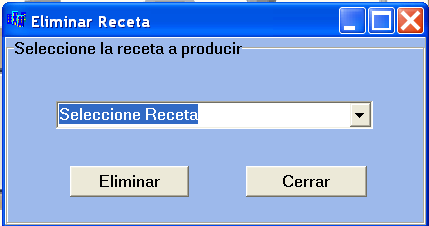 Eliminar Receta
Seleccione la receta a producir
Seleccione Receta
Eliminar
Cerrar